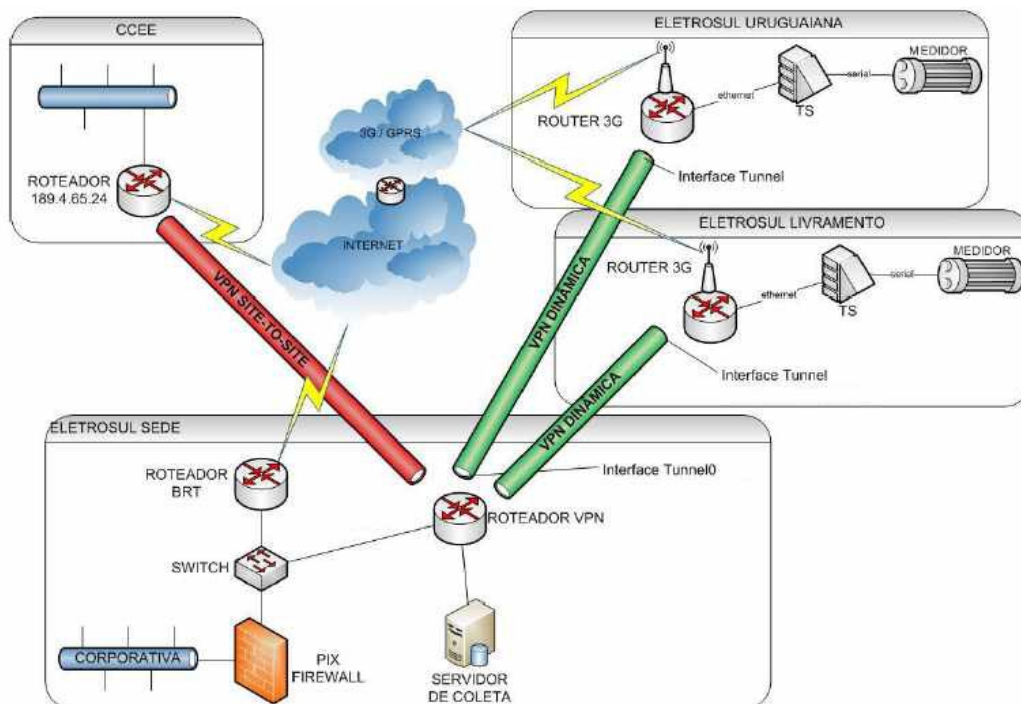 CCEE
ROTEADOR
189.4.65.24
3G / GPRS
INTERNET
ELETROSUL URUGUAIANA
ROUTER 3G
ethernet
TS
serial
MEDIDOR
Interface Tunnel
ELETROSUL LIVRAMENTO
ROUTER 3G
ethernet
TS
serial
MEDIDOR
Interface Tunnel
VPN SITE-TO-SITE
VPN DINAMICA
VPN DINAMICA
ELETROSUL SEDE
ROTEADOR
BRT
Interface Tunnel0
ROTEADOR VPN
SWITCH
CORPORATIVA
PIX
FIREWALL
SERVIDOR
DE COLETA